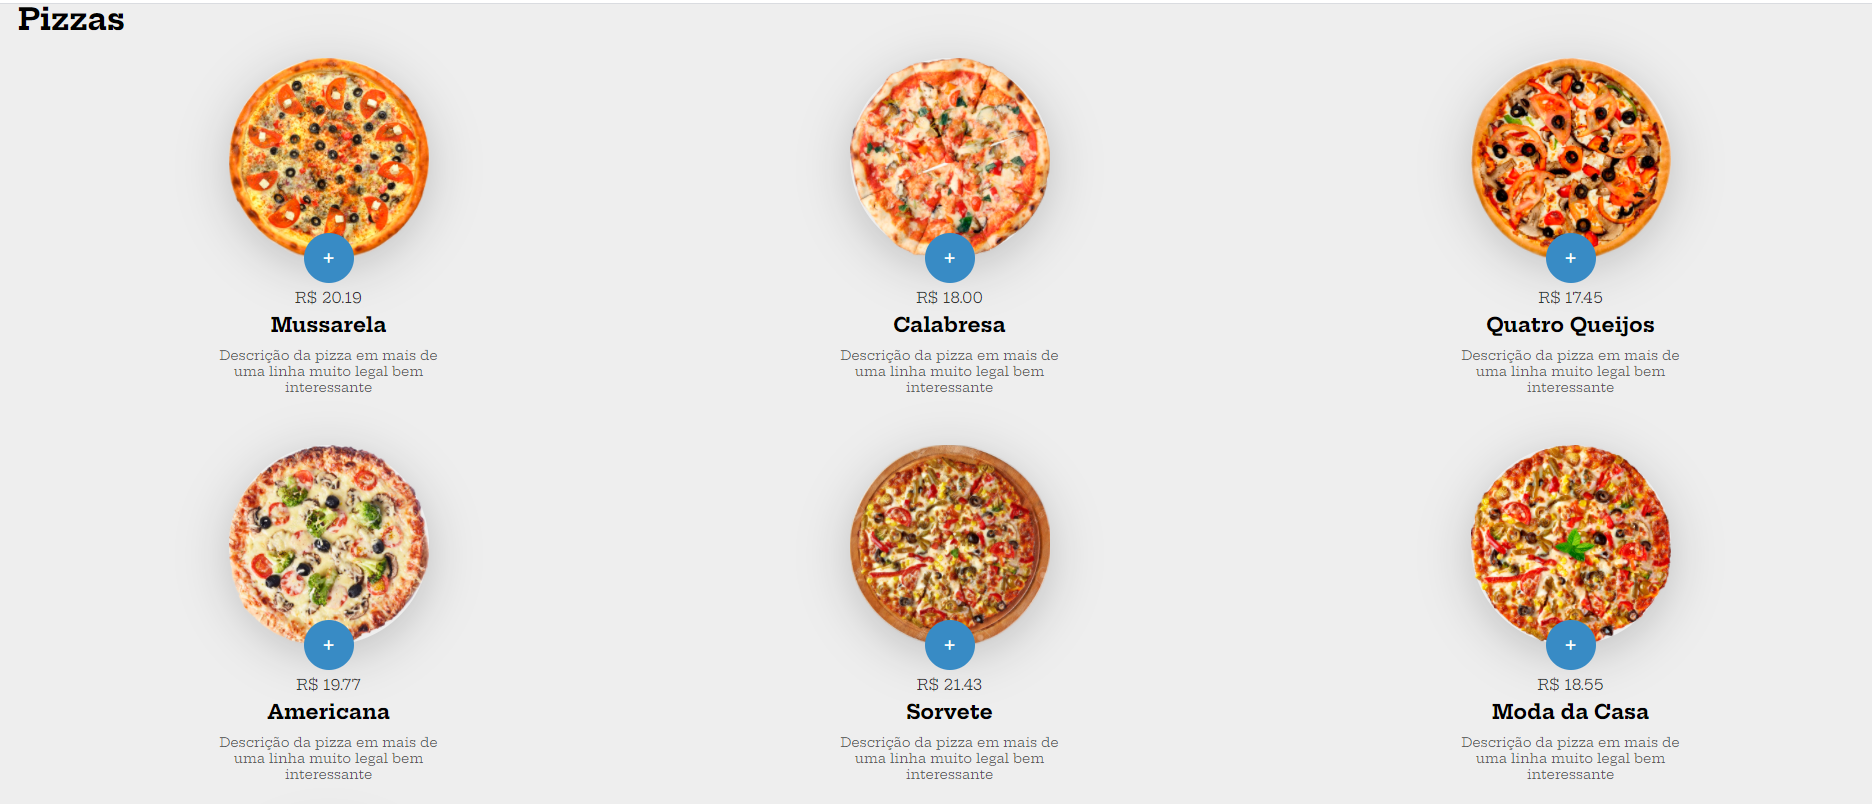 Pizzas
+
+
+
R$ 20.19
R$ 18.00
R$ 17.45
Mussarela
Calabresa
Quatro Queijos
Descrição da pizza em mais de
uma linha muito legal bem
interessante
Descrição da pizza em mais de
uma linha muito legal bem
interessante
Descrição da pizza em mais de
uma linha muito legal bem
interessante
+
+
+
R$ 19.77
R$ 21.43
R$ 18.55
Americana
Sorvete
Moda da Casa
Descrição da pizza em mais de
uma linha muito legal bem
interessante
Descrição da pizza em mais de
uma linha muito legal bem
interessante
Descrição da pizza em mais de
uma linha muito legal bem
interessante